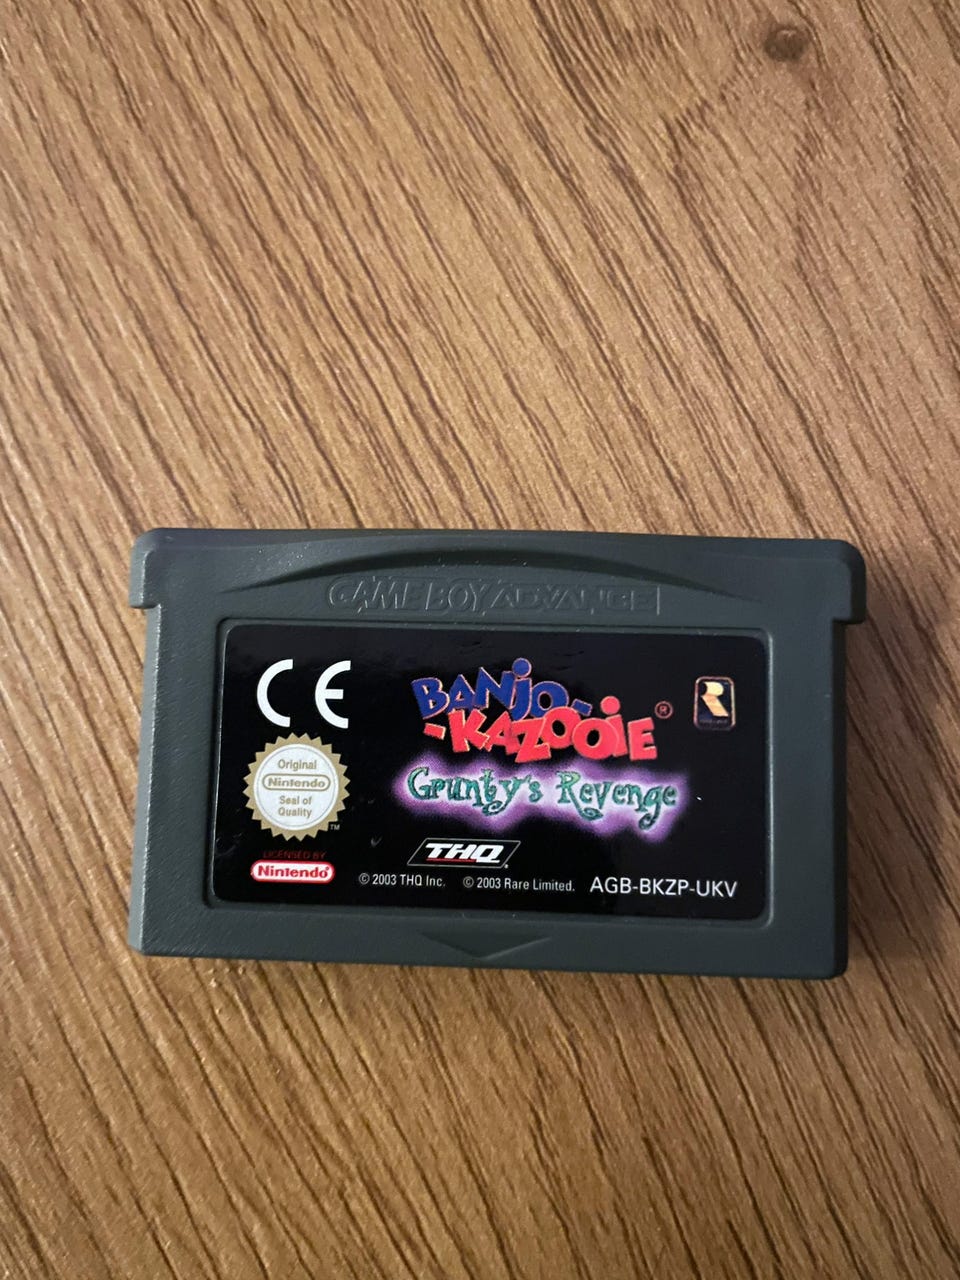 GAME BOY ADVANCE
CE
BANJO-
-KAZOOIE®
Grunty's Revenge
R
Original
Nintendo
Seal of
Quality
TM
LICENSED BY
Nintendo®
THQ
© 2003 THQ Inc. © 2003 Rare Limited. AGB-BKZP-UKV